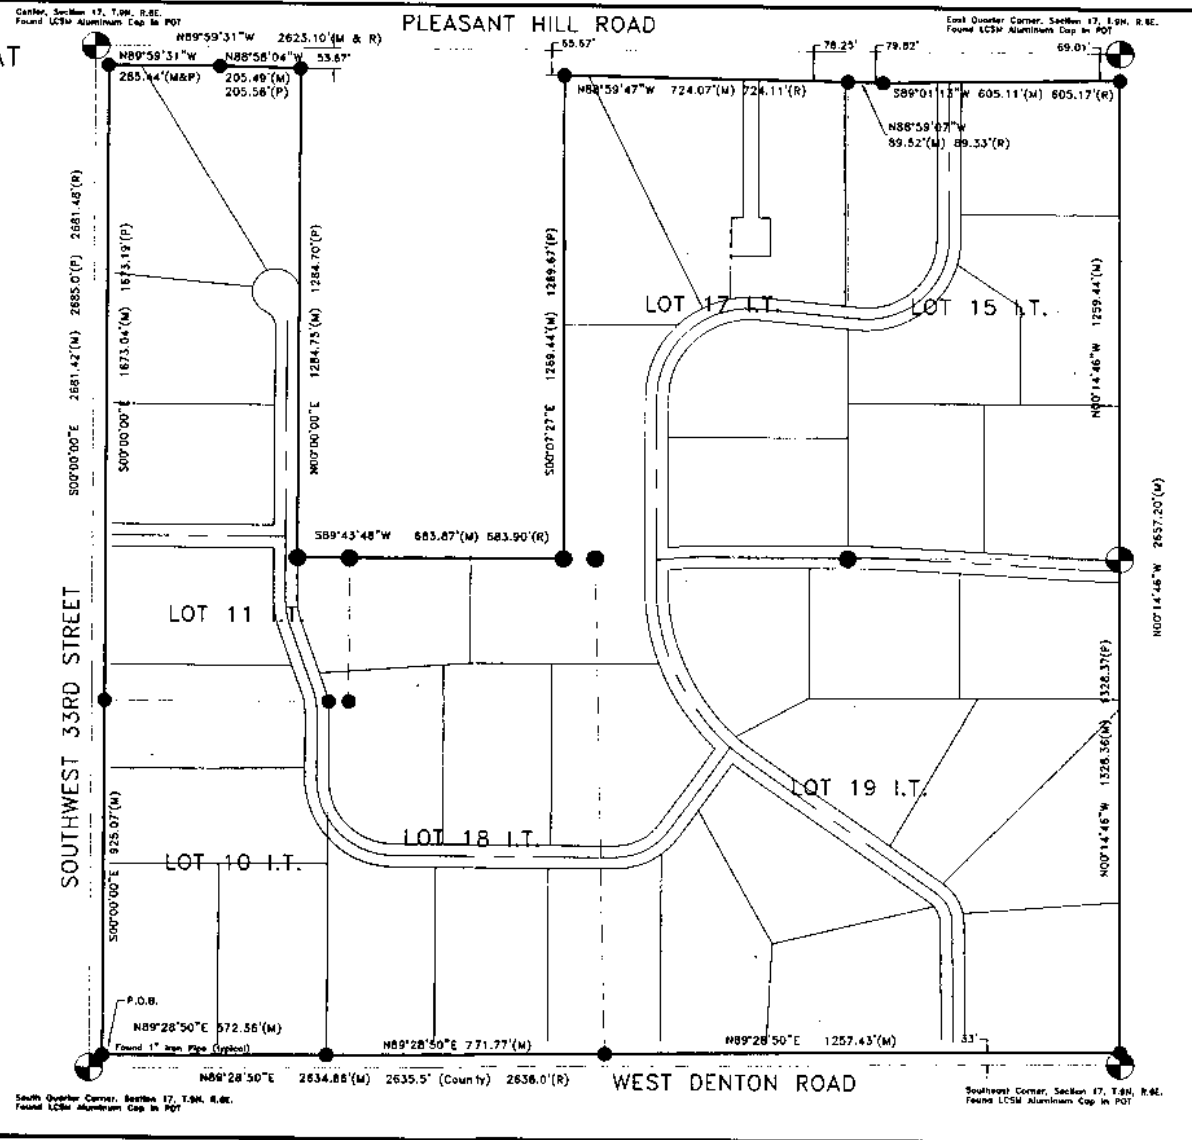 Center, Section 17, T.9N, R.6E.
Found LCSM Aluminum Cap in POT
PLEASANT HILL ROAD
East Quarter Corner, Section 17, T.9N, R.6E.
Found LCSM Aluminum Cap in POT
AT
N89°59'31"W 2623.10'(M & R)
N89°59'31"W
N88°58'04"W
53.67'
265.44'(M&P)
205.49'(M)
205.56'(P)
65.67'
78.25'
79.82'
69.01'
N88°59'47"W 724.07'(M) 724.11'(R)
S89°01'13"W 605.11'(M) 605.17'(R)
N88°59'07"W
89.52'(M) 89.33'(R)
S00°00'00"E 2681.42'(M) 2685.0'(P) 2681.48'(R)
S00°00'00"E 1673.04'(M) 1673.19'(P)
N00°00'00"E 1284.73'(M) 1284.70'(P)
S00°07'27"E 1289.44'(M) 1289.67'(P)
N00°14'46"W 1259.44'(M)
LOT 17 I.T.
LOT 15 I.T.
S89°43'48"W 683.87'(M) 683.90'(R)
N00°14'46"W 2657.20'(M)
LOT 11 I.T.
SOUTHWEST 33RD STREET
N00°14'46"W 1328.36'(M) 1328.37(P)
LOT 19 I.T.
LOT 18 I.T.
LOT 10 I.T.
S00°00'00"E 925.07'(M)
P.O.B.
N89°28'50"E 572.36'(M)
Found 1" Iron Pipe (typical)
N89°28'50"E 771.77'(M)
N89°28'50"E 1257.43'(M)
33'
N89°28'50"E 2634.86'(M) 2635.5' (County) 2636.0'(R)
WEST DENTON ROAD
South Quarter Corner, Section 17, T.9N, R.6E.
Found LCSM Aluminum Cap in POT
Southeast Corner, Section 17, T.9N, R.6E.
Found LCSM Aluminum Cap in POT